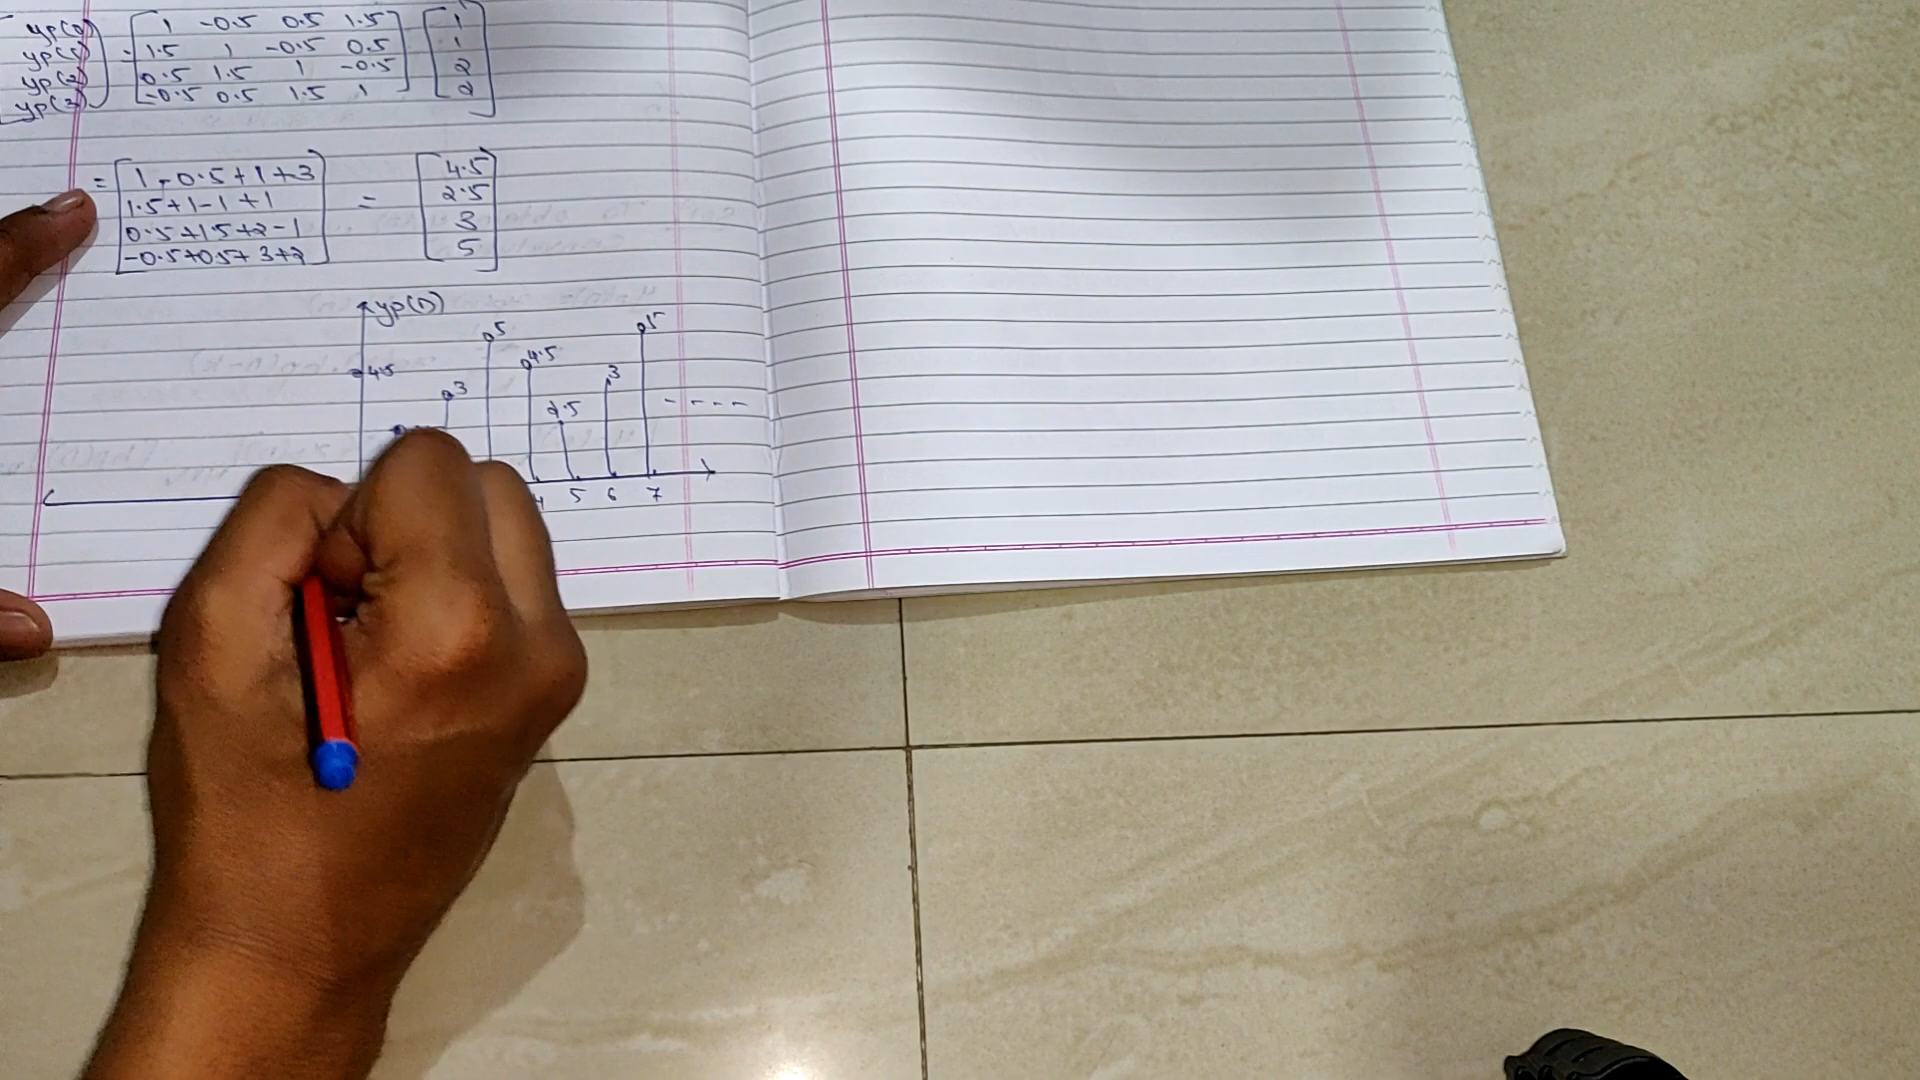 yp(0) 1 -0.5 0.5 1.5 1
yp(1) = 1.5 1 -0.5 0.5 1
yp(2) 0.5 1.5 1 -0.5 2
yp(3) -0.5 0.5 1.5 1 2
= 1-0.5+1+3 = 4.5
1.5+1-1+1 2.5
0.5+1.5+2-1 3
-0.5+0.5+3+2 5
yp(n)
5 5
4.5 4.5
3 3
2.5 - - - -
4 5 6 7